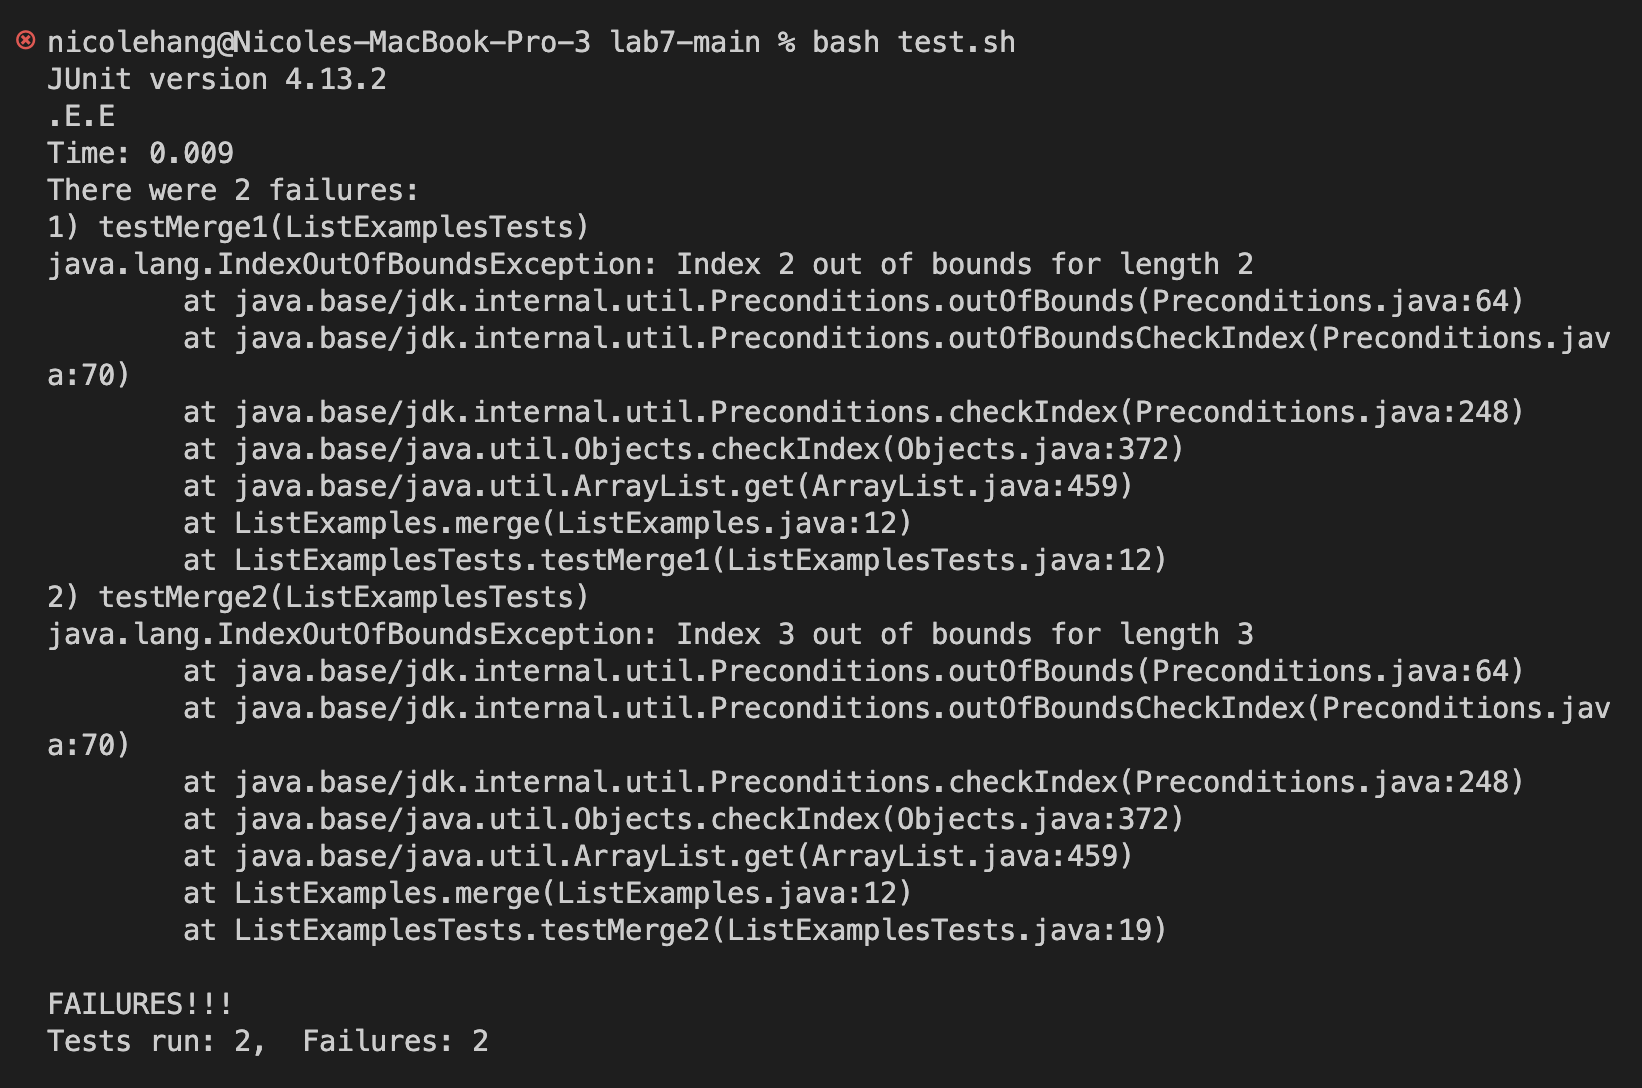 nicolehang@Nicoles-MacBook-Pro-3 lab7-main % bash test.sh
JUnit version 4.13.2
.E.E
Time: 0.009
There were 2 failures:
1) testMerge1(ListExamplesTests)
java.lang.IndexOutOfBoundsException: Index 2 out of bounds for length 2
        at java.base/jdk.internal.util.Preconditions.outOfBounds(Preconditions.java:64)
        at java.base/jdk.internal.util.Preconditions.outOfBoundsCheckIndex(Preconditions.jav
a:70)
        at java.base/jdk.internal.util.Preconditions.checkIndex(Preconditions.java:248)
        at java.base/java.util.Objects.checkIndex(Objects.java:372)
        at java.base/java.util.ArrayList.get(ArrayList.java:459)
        at ListExamples.merge(ListExamples.java:12)
        at ListExamplesTests.testMerge1(ListExamplesTests.java:12)
2) testMerge2(ListExamplesTests)
java.lang.IndexOutOfBoundsException: Index 3 out of bounds for length 3
        at java.base/jdk.internal.util.Preconditions.outOfBounds(Preconditions.java:64)
        at java.base/jdk.internal.util.Preconditions.outOfBoundsCheckIndex(Preconditions.jav
a:70)
        at java.base/jdk.internal.util.Preconditions.checkIndex(Preconditions.java:248)
        at java.base/java.util.Objects.checkIndex(Objects.java:372)
        at java.base/java.util.ArrayList.get(ArrayList.java:459)
        at ListExamples.merge(ListExamples.java:12)
        at ListExamplesTests.testMerge2(ListExamplesTests.java:19)

FAILURES!!!
Tests run: 2,  Failures: 2